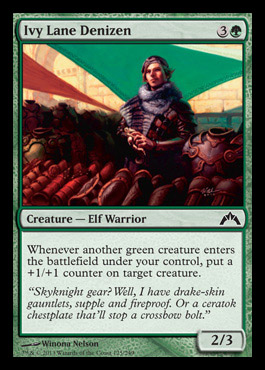 Ivy Lane Denizen 3
Creature — Elf Warrior
Whenever another green creature enters
the battlefield under your control, put a
+1/+1 counter on target creature.
“Skyknight gear? Well, I have drake-skin
gauntlets, supple and fireproof. Or a ceratok
chestplate that’ll stop a crossbow bolt.”
Winona Nelson
2/3
™ & © 2013 Wizards of the Coast 125/249